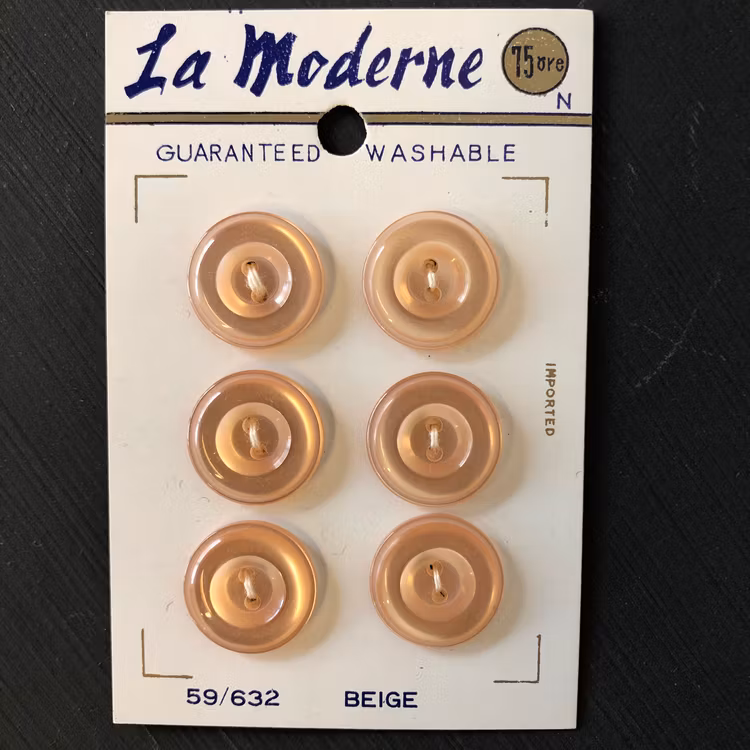 La Moderne
75 øre
N
GUARANTEED WASHABLE
IMPORTED
59/632 BEIGE